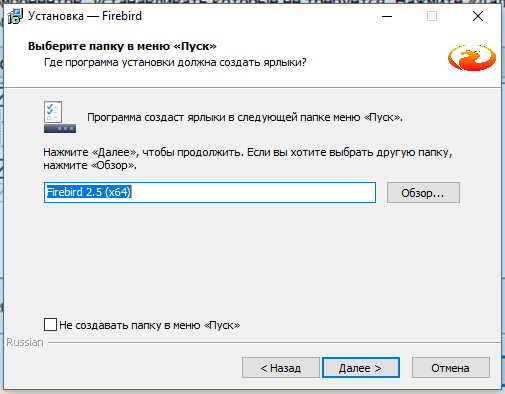 Установка — Firebird
Выберите папку в меню «Пуск»
Где программа установки должна создать ярлыки?
Программа создаст ярлыки в следующей папке меню «Пуск».
Нажмите «Далее», чтобы продолжить. Если вы хотите выбрать другую папку,
нажмите «Обзор».
Firebird 2.5 (x64)
Обзор...
Не создавать папку в меню «Пуск»
Russian
< Назад
Далее >
Отмена